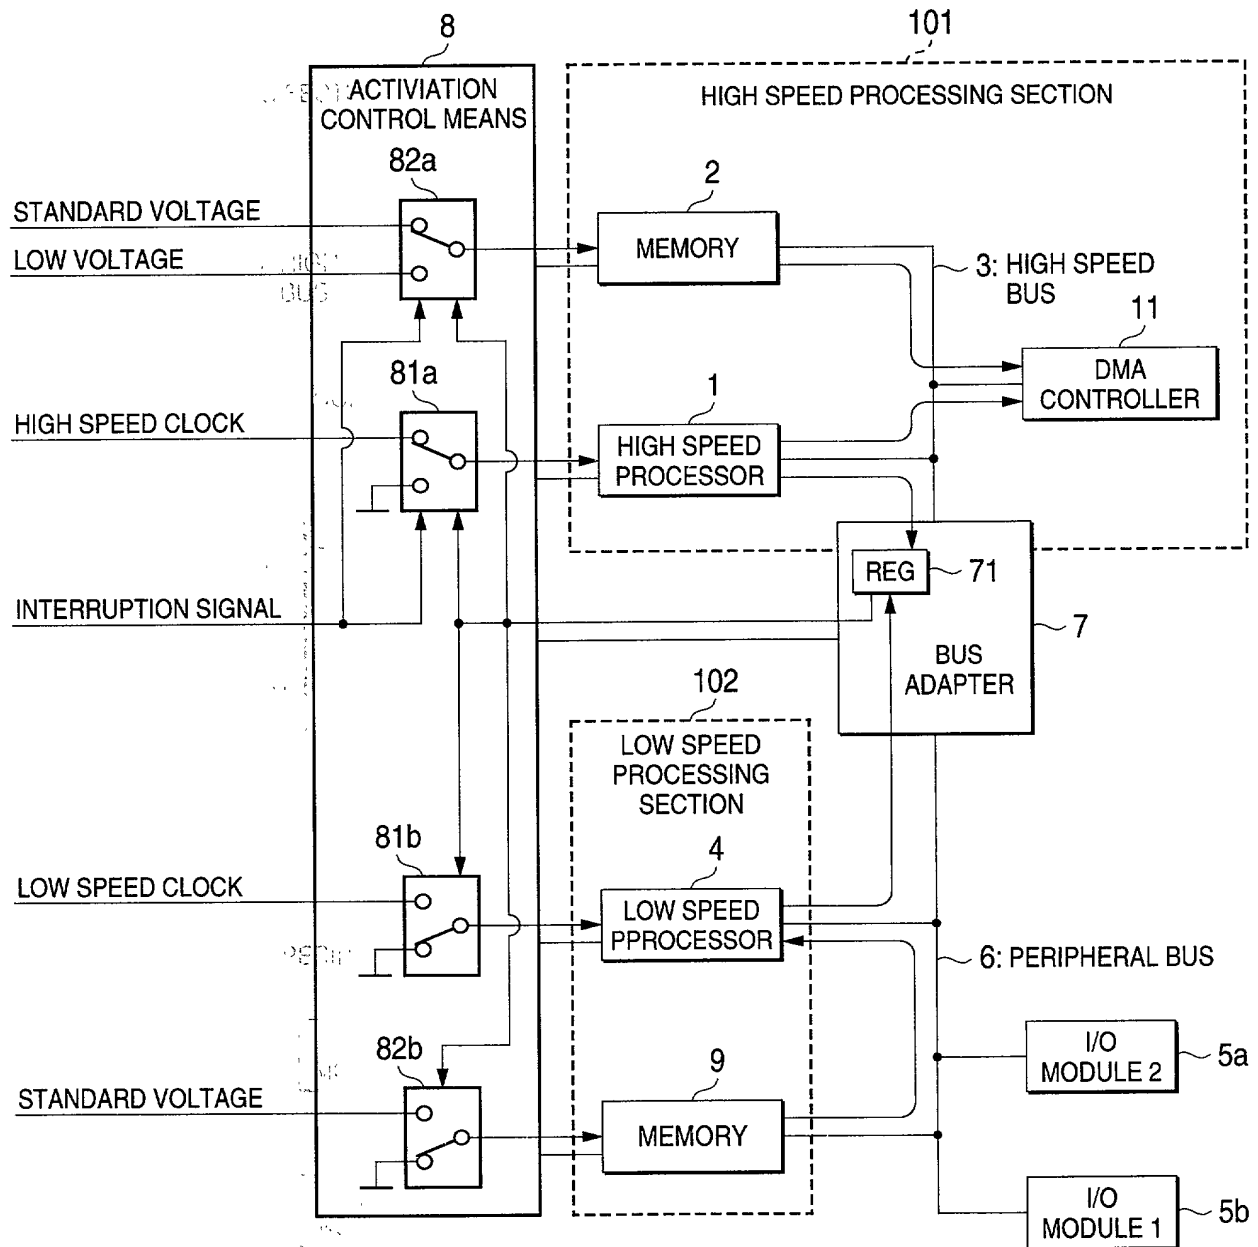 8
101
ACTIVIATION
CONTROL MEANS
HIGH SPEED PROCESSING SECTION
82a
2
STANDARD VOLTAGE
MEMORY
LOW VOLTAGE
3: HIGH SPEED
BUS
11
81a
1
DMA
CONTROLLER
HIGH SPEED CLOCK
HIGH SPEED
PROCESSOR
REG
71
INTERRUPTION SIGNAL
7
BUS
ADAPTER
102
LOW SPEED
PROCESSING
SECTION
81b
4
LOW SPEED CLOCK
LOW SPEED
PPROCESSOR
6: PERIPHERAL BUS
82b
9
I/O
MODULE 2
5a
STANDARD VOLTAGE
MEMORY
I/O
MODULE 1
5b